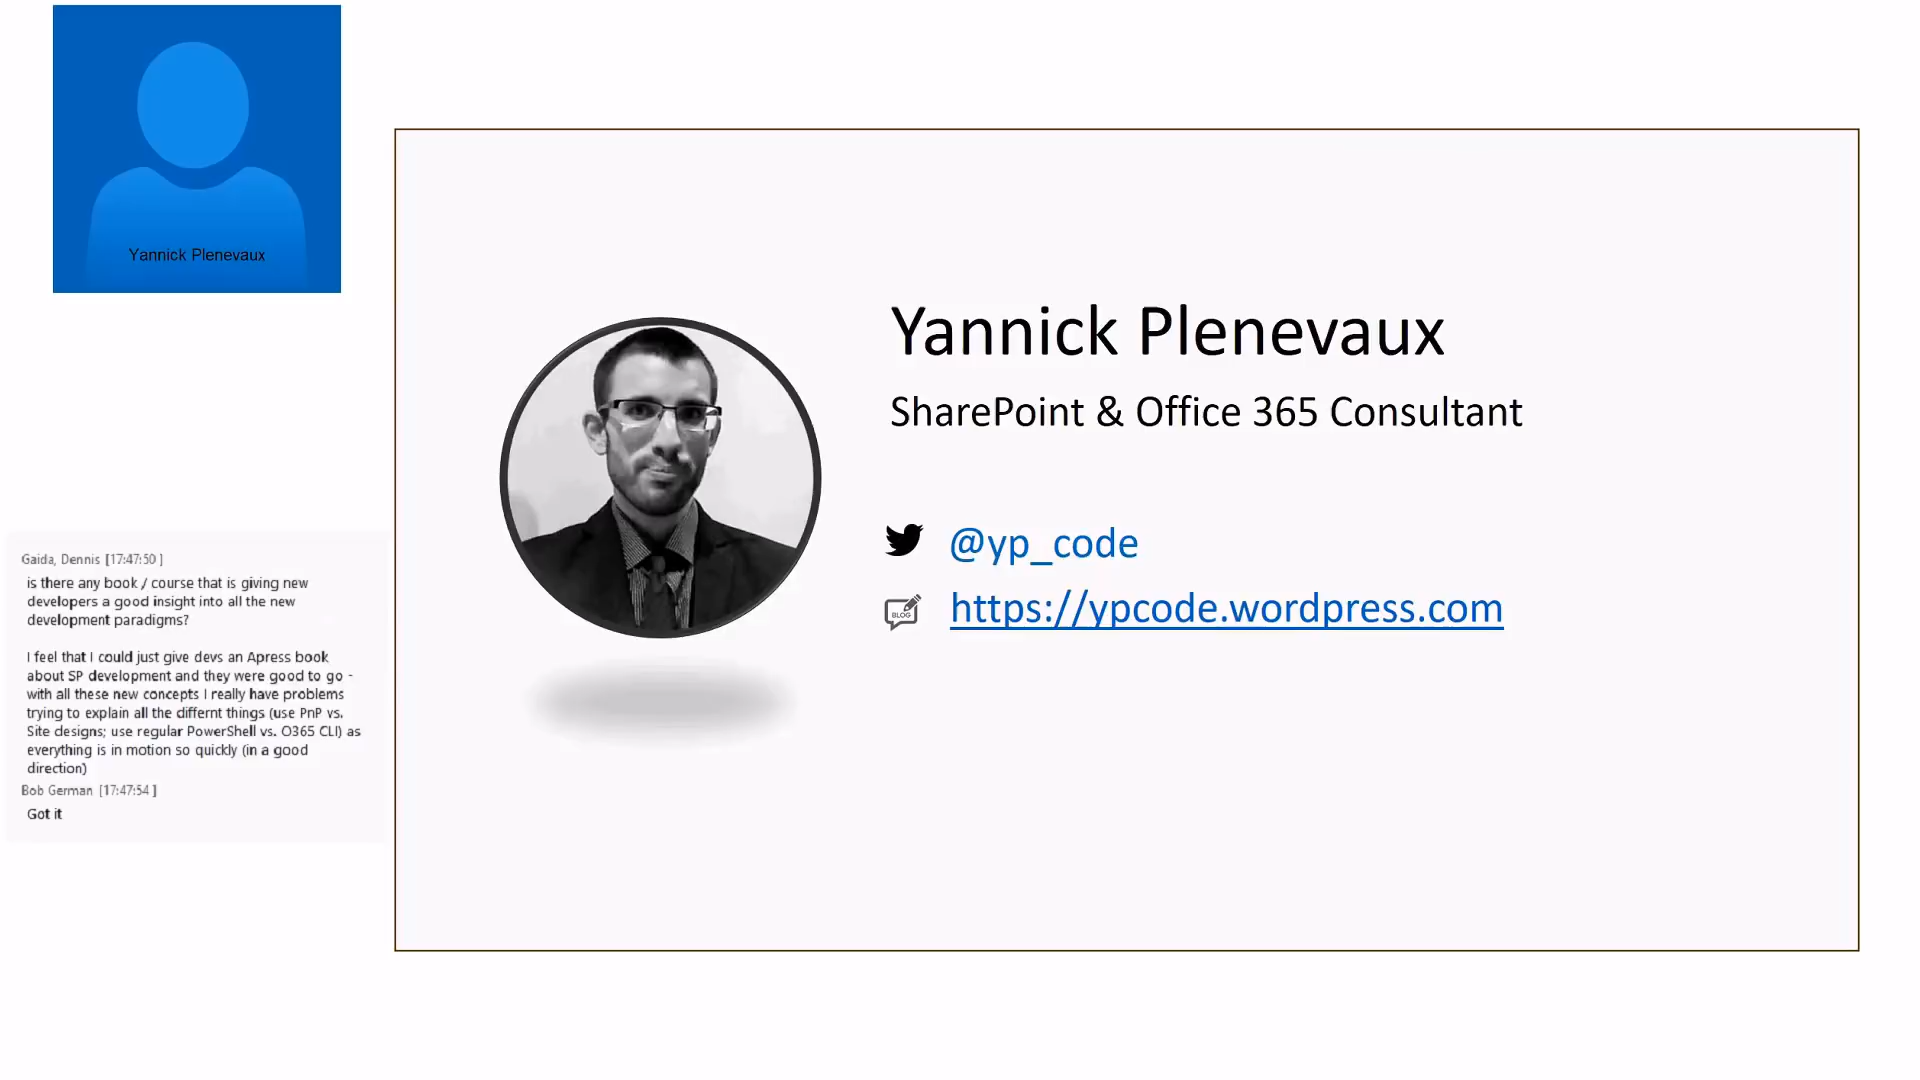 Yannick Plenevaux
Yannick Plenevaux
SharePoint & Office 365 Consultant
@yp_code
BLOG
https://ypcode.wordpress.com
Gaida, Dennis [17:47:50 ]
is there any book / course that is giving new
developers a good insight into all the new
development paradigms?
I feel that I could just give devs an Apress book
about SP development and they were good to go -
with all these new concepts I really have problems
trying to explain all the differnt things (use PnP vs.
Site designs; use regular PowerShell vs. O365 CLI) as
everything is in motion so quickly (in a good
direction)
Bob German [17:47:54 ]
Got it